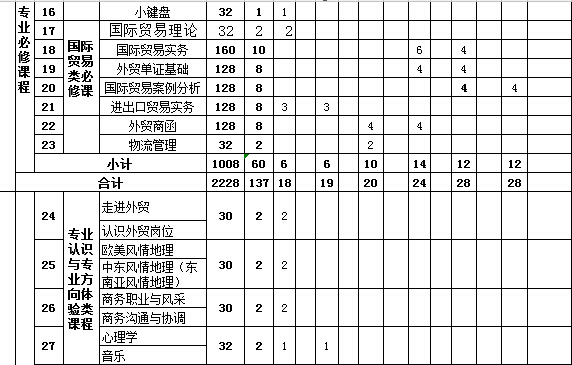 专业必修课程
国际贸易类必修课
16 小键盘 32 1 1
17 国际贸易理论 32 2 2
18 国际贸易实务 160 10 6 4
19 外贸单证基础 128 8 4 4
20 国际贸易案例分析 128 8 4 4
21 进出口贸易实务 128 8 3 3
22 外贸商函 128 8 4 4
23 物流管理 32 2 2
小计 1008 60 6 6 10 14 12 12
合计 2228 137 18 19 20 24 28 28
专业认识与专业方向体验类课程
24 走进外贸 30 2 2
认识外贸岗位
25 欧美风情地理 30 2 2
中东风情地理（东
南亚风情地理）
26 商务职业与风采 30 2 2
商务沟通与协调
27 心理学 32 2 1 1
音乐